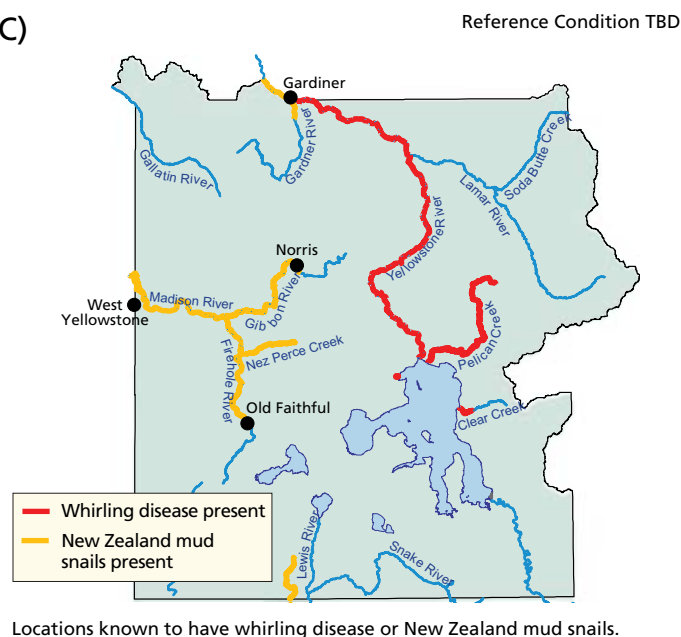 C)
Reference Condition TBD
Gardiner
Gallatin River
Gardner River
Soda Butte Creek
Lamar River
YellowstoneRiver
Norris
Madison River
West
Yellowstone
Gibbon River
Firehole River
Nez Perce Creek
Pelican Creek
Old Faithful
Clear Creek
Whirling disease present
New Zealand mud
snails present
Lewis River
Snake River
Locations known to have whirling disease or New Zealand mud snails.